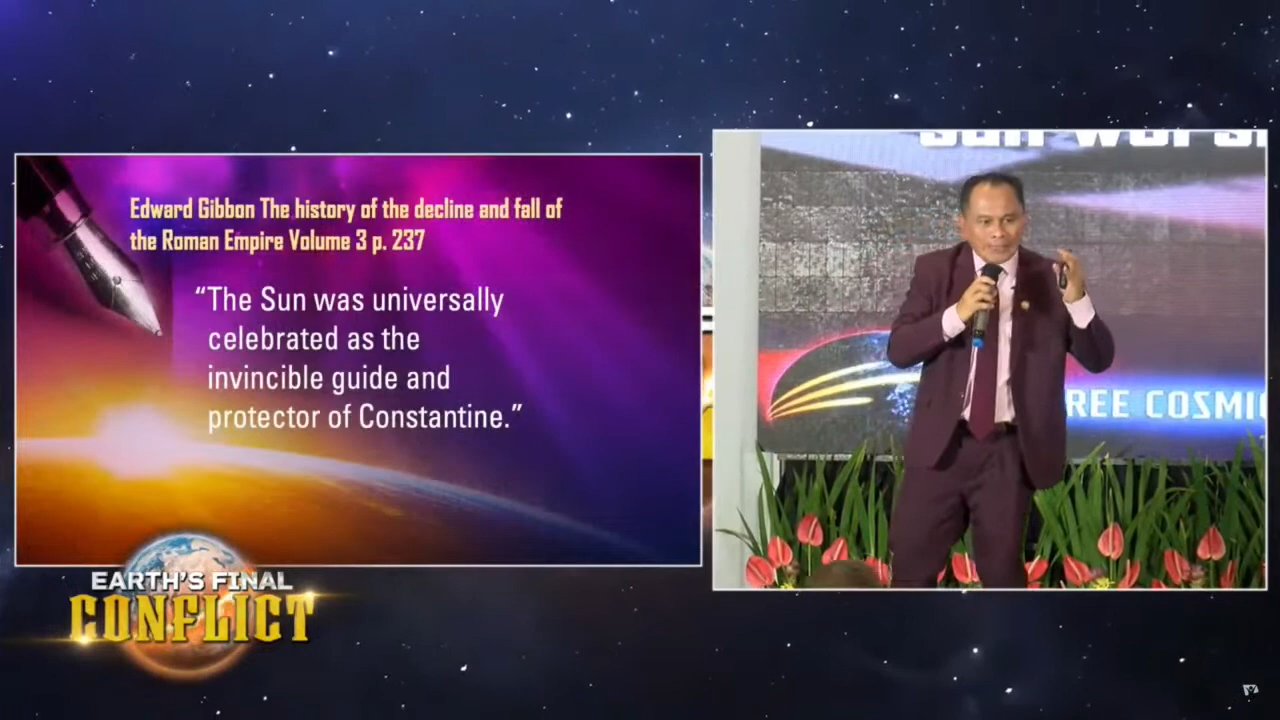 Edward Gibbon The history of the decline and fall of
the Roman Empire Volume 3 p. 237
“The Sun was universally
celebrated as the
invincible guide and
protector of Constantine.”
EARTH'S FINAL
CONFLICT
REE COSMIC